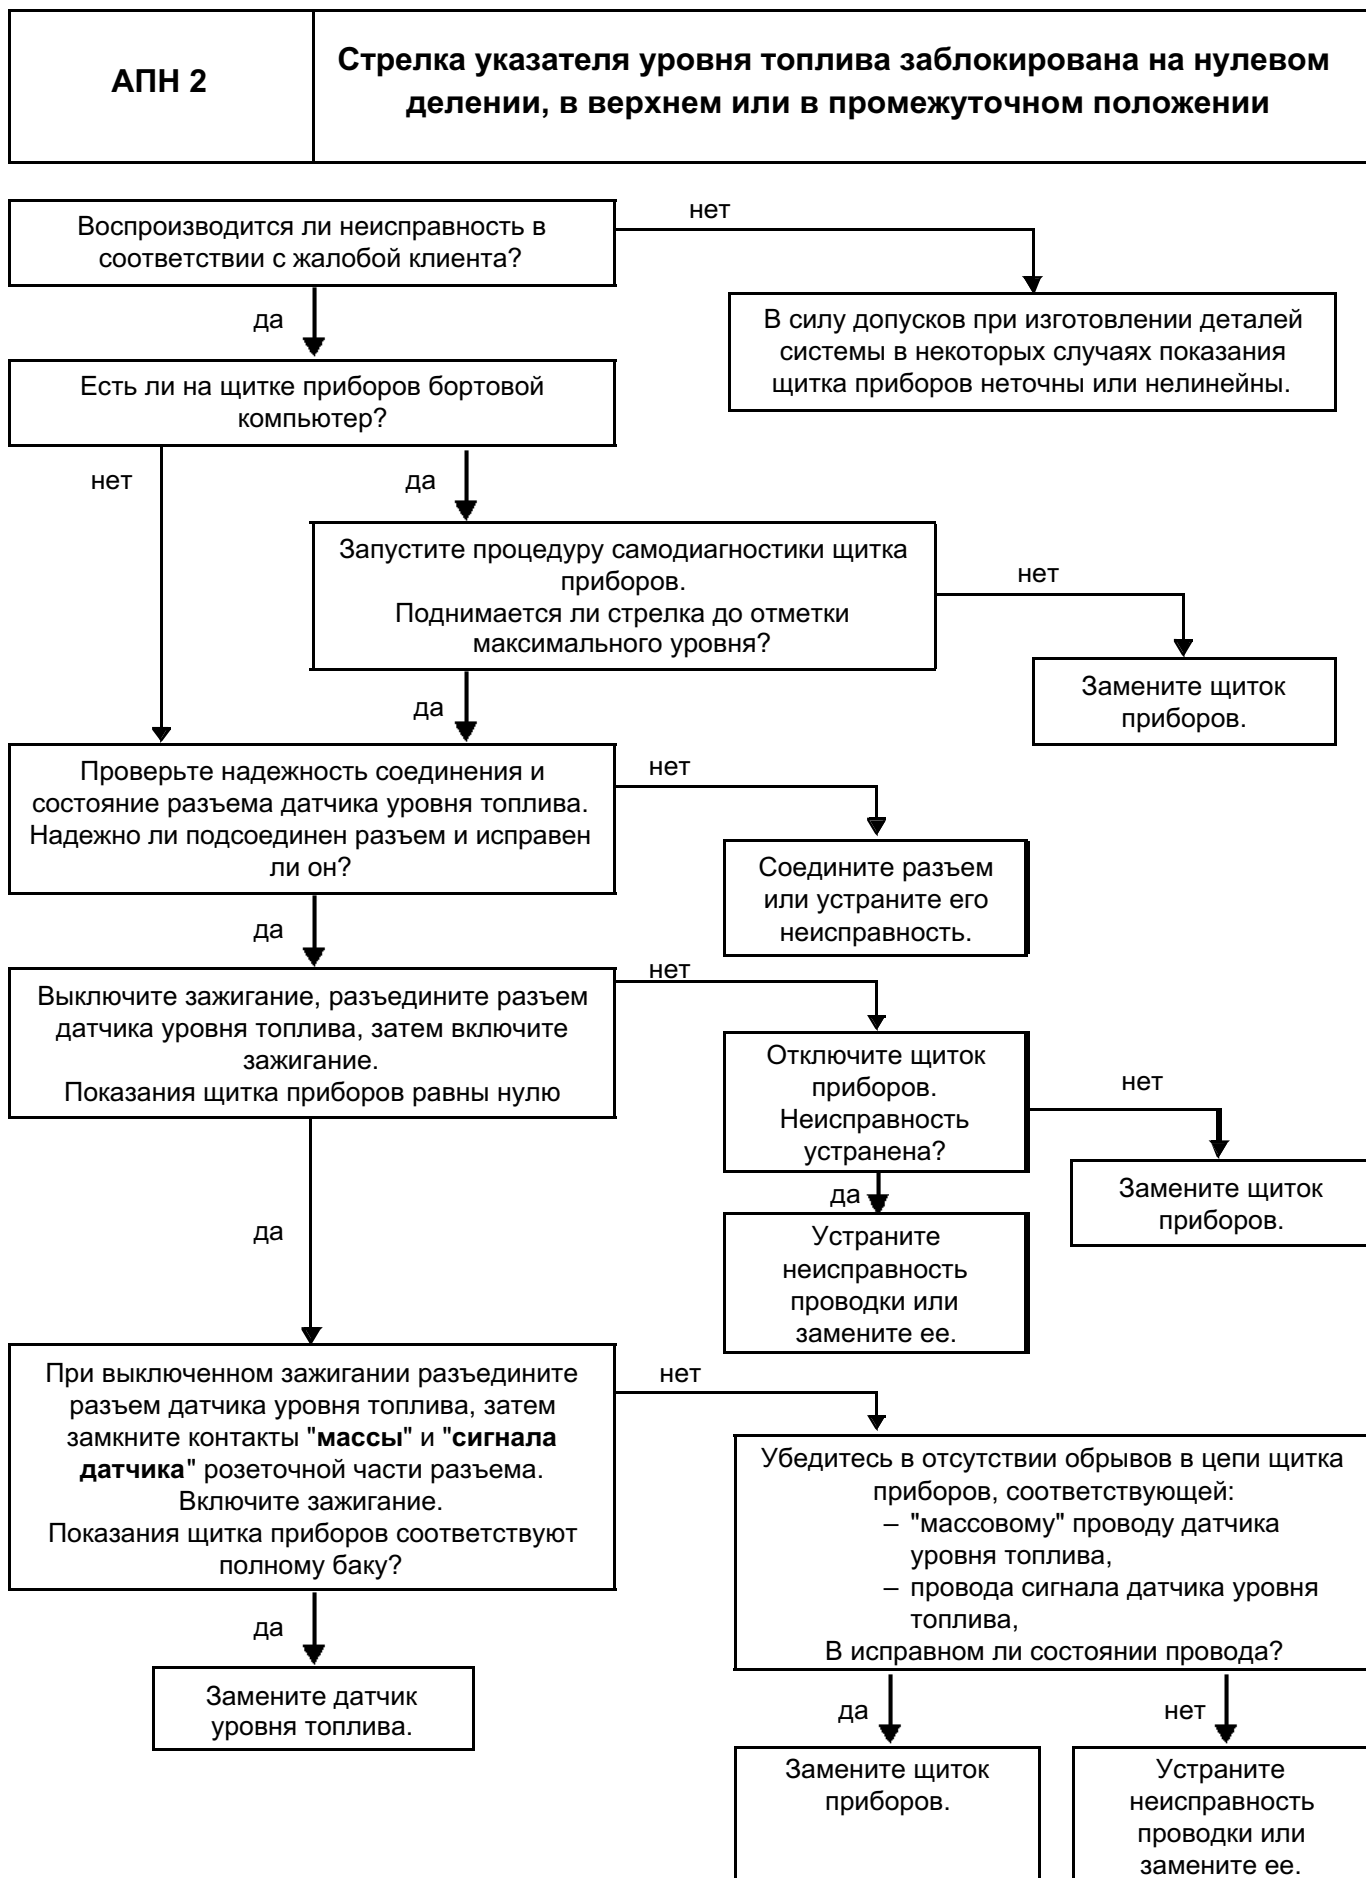 АПН 2
Стрелка указателя уровня топлива заблокирована на нулевом
делении, в верхнем или в промежуточном положении
Воспроизводится ли неисправность в
соответствии с жалобой клиента?
нет
да
В силу допусков при изготовлении деталей
системы в некоторых случаях показания
щитка приборов неточны или нелинейны.
Есть ли на щитке приборов бортовой
компьютер?
нет
да
Запустите процедуру самодиагностики щитка
приборов.
Поднимается ли стрелка до отметки
максимального уровня?
нет
Замените щиток
приборов.
да
Проверьте надежность соединения и
состояние разъема датчика уровня топлива.
Надежно ли подсоединен разъем и исправен
ли он?
нет
Соедините разъем
или устраните его
неисправность.
да
Выключите зажигание, разъедините разъем
датчика уровня топлива, затем включите
зажигание.
Показания щитка приборов равны нулю
нет
Отключите щиток
приборов.
Неисправность
устранена?
нет
Замените щиток
приборов.
да
Устраните
неисправность
проводки или
замените ее.
да
При выключенном зажигании разъедините
разъем датчика уровня топлива, затем
замкните контакты "массы" и "сигнала
датчика" розеточной части разъема.
Включите зажигание.
Показания щитка приборов соответствуют
полному баку?
нет
Убедитесь в отсутствии обрывов в цепи щитка
приборов, соответствующей:
– "массовому" проводу датчика
уровня топлива,
– провода сигнала датчика уровня
топлива,
В исправном ли состоянии провода?
да
Замените датчик
уровня топлива.
да
Замените щиток
приборов.
нет
Устраните
неисправность
проводки или
замените ее.